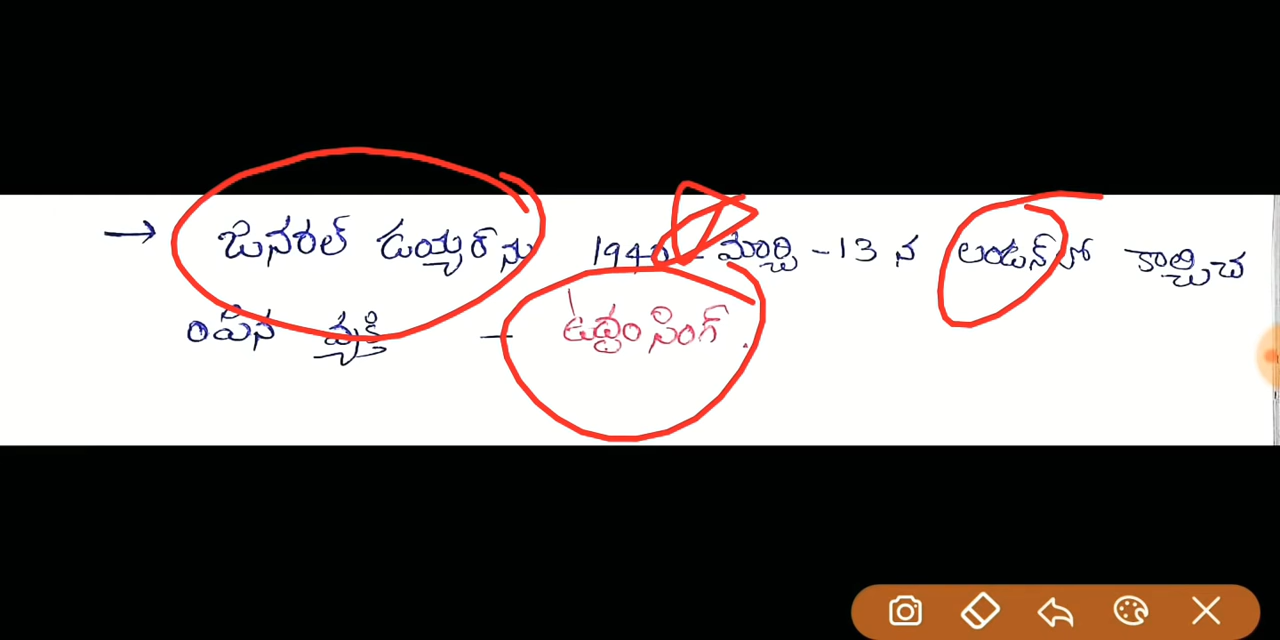 → జనరల్ డయ్యర్ ను 1940 - మార్చి - 13 న లండన్ లో కాల్చిచ
ంపిన వ్యక్తి - ఉద్దంసింగ్.